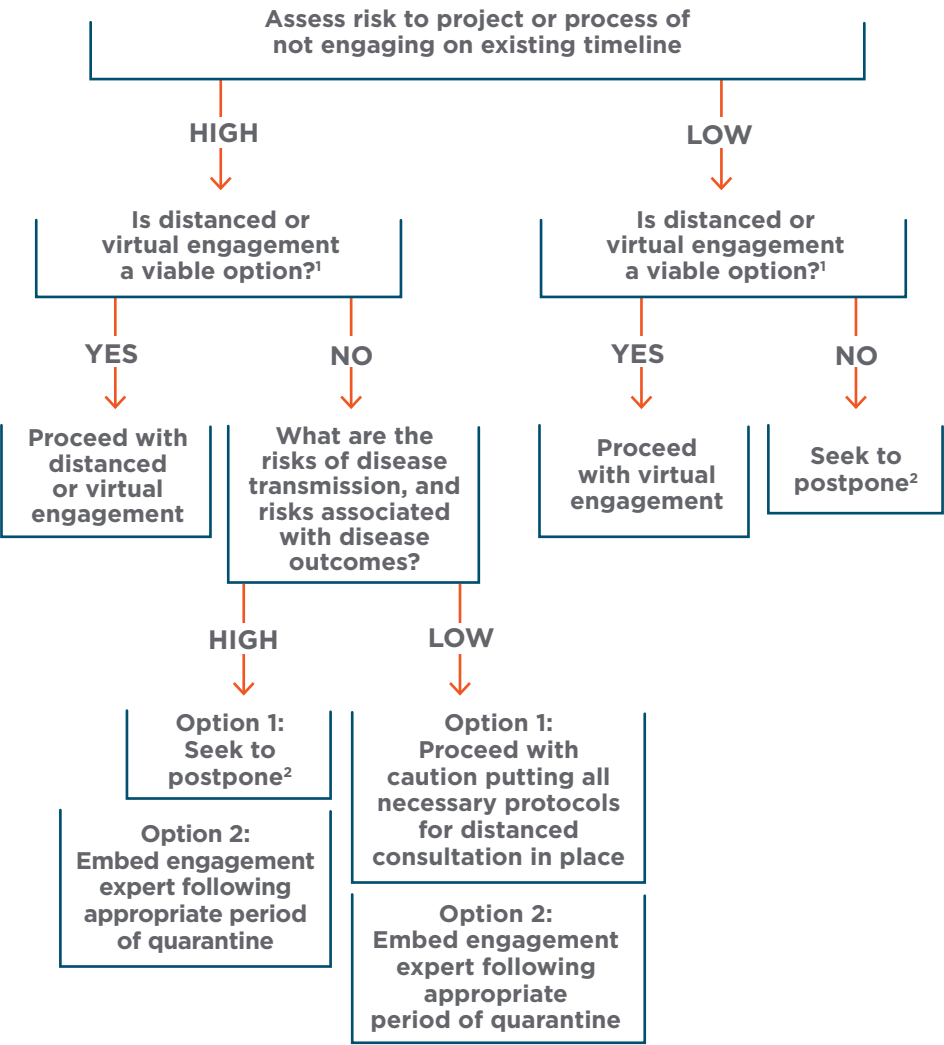 Assess risk to project or process of
not engaging on existing timeline
HIGH
LOW
Is distanced or
virtual engagement
a viable option?¹
Is distanced or
virtual engagement
a viable option?¹
YES
NO
YES
NO
Proceed with
distanced
or virtual
engagement
What are the
risks of disease
transmission, and
risks associated
with disease
outcomes?
Proceed
with virtual
engagement
Seek to
postpone²
HIGH
LOW
Option 1:
Seek to
postpone²
Option 2:
Embed engagement
expert following
appropriate period
of quarantine
Option 1:
Proceed with
caution putting all
necessary protocols
for distanced
consultation in place
Option 2:
Embed engagement
expert following
appropriate
period of quarantine